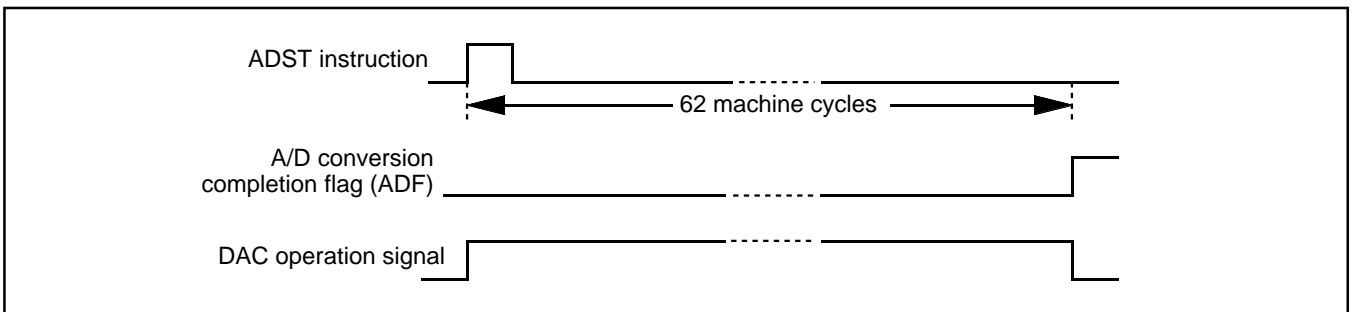 ADST instruction
62 machine cycles
A/D conversion
completion flag (ADF)
DAC operation signal